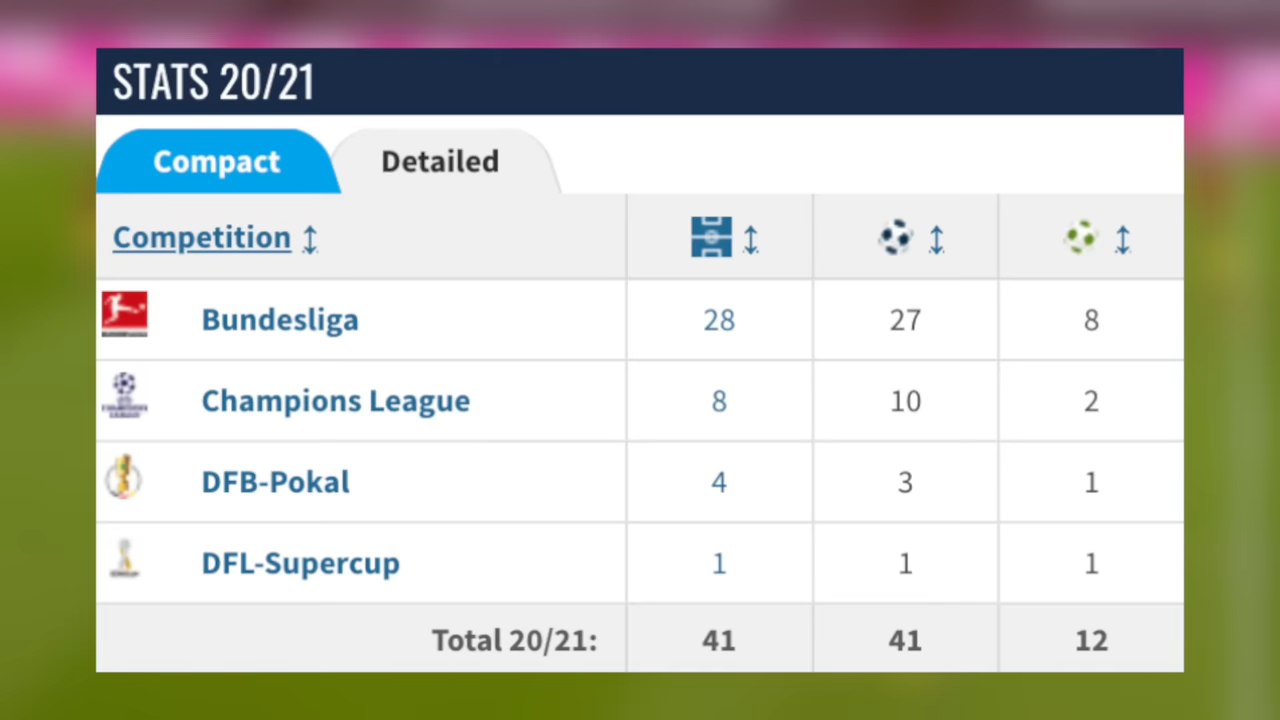 STATS 20/21
Compact Detailed
Competition
Bundesliga 28 27 8
Champions League 8 10 2
DFB-Pokal 4 3 1
DFL-Supercup 1 1 1
Total 20/21: 41 41 12